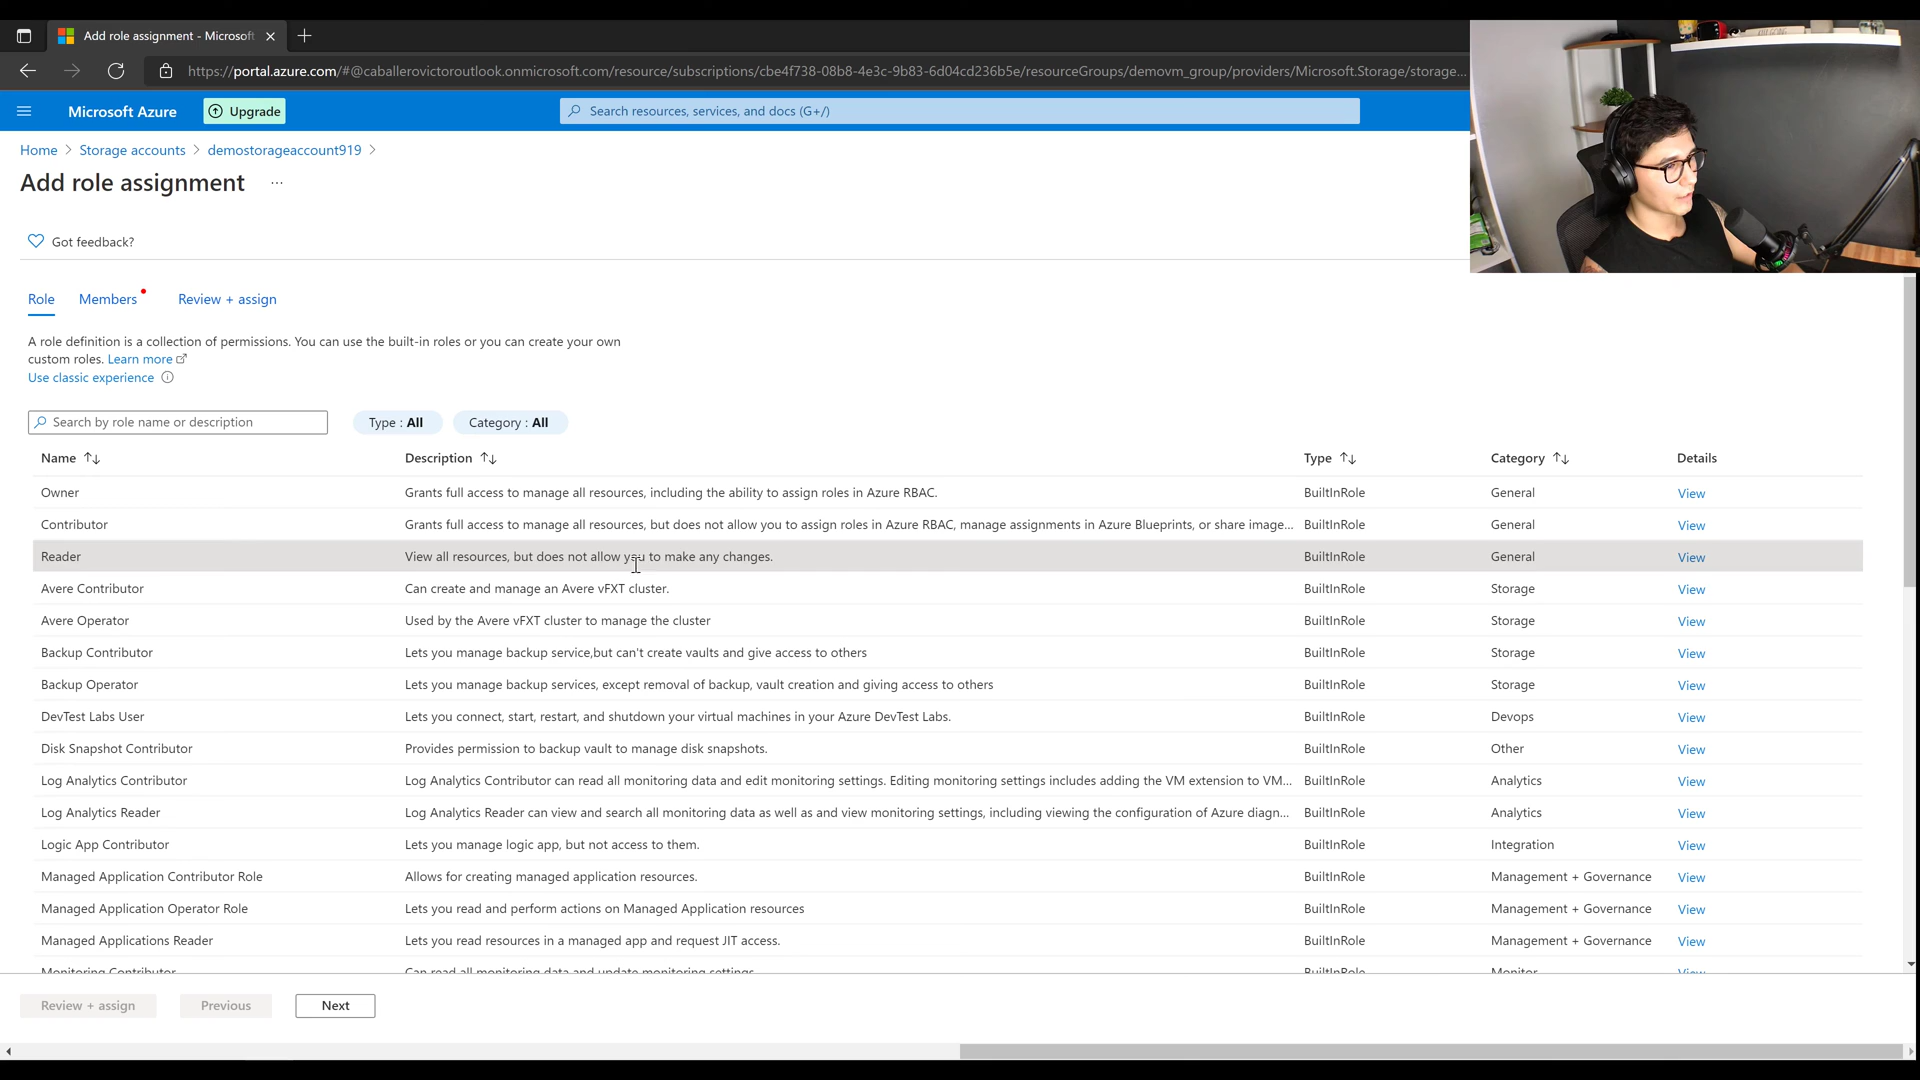 Add role assignment - Microsoft
https://portal.azure.com/#@caballerovictoroutlook.onmicrosoft.com/resource/subscriptions/cbe4f738-08b8-4e3c-9b83-6d04cd236b5e/resourceGroups/demovm_group/providers/Microsoft.Storage/storage...
Microsoft Azure Upgrade Search resources, services, and docs (G+/)
Home > Storage accounts > demostorageaccount919 >
Add role assignment ...
Got feedback?
Role Members Review + assign
A role definition is a collection of permissions. You can use the built-in roles or you can create your own
custom roles. Learn more
Use classic experience
Search by role name or description Type : All Category : All
Name Description Type Category Details
Owner Grants full access to manage all resources, including the ability to assign roles in Azure RBAC. BuiltInRole General View
Contributor Grants full access to manage all resources, but does not allow you to assign roles in Azure RBAC, manage assignments in Azure Blueprints, or share image... BuiltInRole General View
Reader View all resources, but does not allow you to make any changes. BuiltInRole General View
Avere Contributor Can create and manage an Avere vFXT cluster. BuiltInRole Storage View
Avere Operator Used by the Avere vFXT cluster to manage the cluster BuiltInRole Storage View
Backup Contributor Lets you manage backup service,but can't create vaults and give access to others BuiltInRole Storage View
Backup Operator Lets you manage backup services, except removal of backup, vault creation and giving access to others BuiltInRole Storage View
DevTest Labs User Lets you connect, start, restart, and shutdown your virtual machines in your Azure DevTest Labs. BuiltInRole Devops View
Disk Snapshot Contributor Provides permission to backup vault to manage disk snapshots. BuiltInRole Other View
Log Analytics Contributor Log Analytics Contributor can read all monitoring data and edit monitoring settings. Editing monitoring settings includes adding the VM extension to VM... BuiltInRole Analytics View
Log Analytics Reader Log Analytics Reader can view and search all monitoring data as well as and view monitoring settings, including viewing the configuration of Azure diagn... BuiltInRole Analytics View
Logic App Contributor Lets you manage logic app, but not access to them. BuiltInRole Integration View
Managed Application Contributor Role Allows for creating managed application resources. BuiltInRole Management + Governance View
Managed Application Operator Role Lets you read and perform actions on Managed Application resources BuiltInRole Management + Governance View
Managed Applications Reader Lets you read resources in a managed app and request JIT access. BuiltInRole Management + Governance View
Monitoring Contributor Can read all monitoring data and update monitoring settings. BuiltInRole Monitor View
Review + assign Previous Next